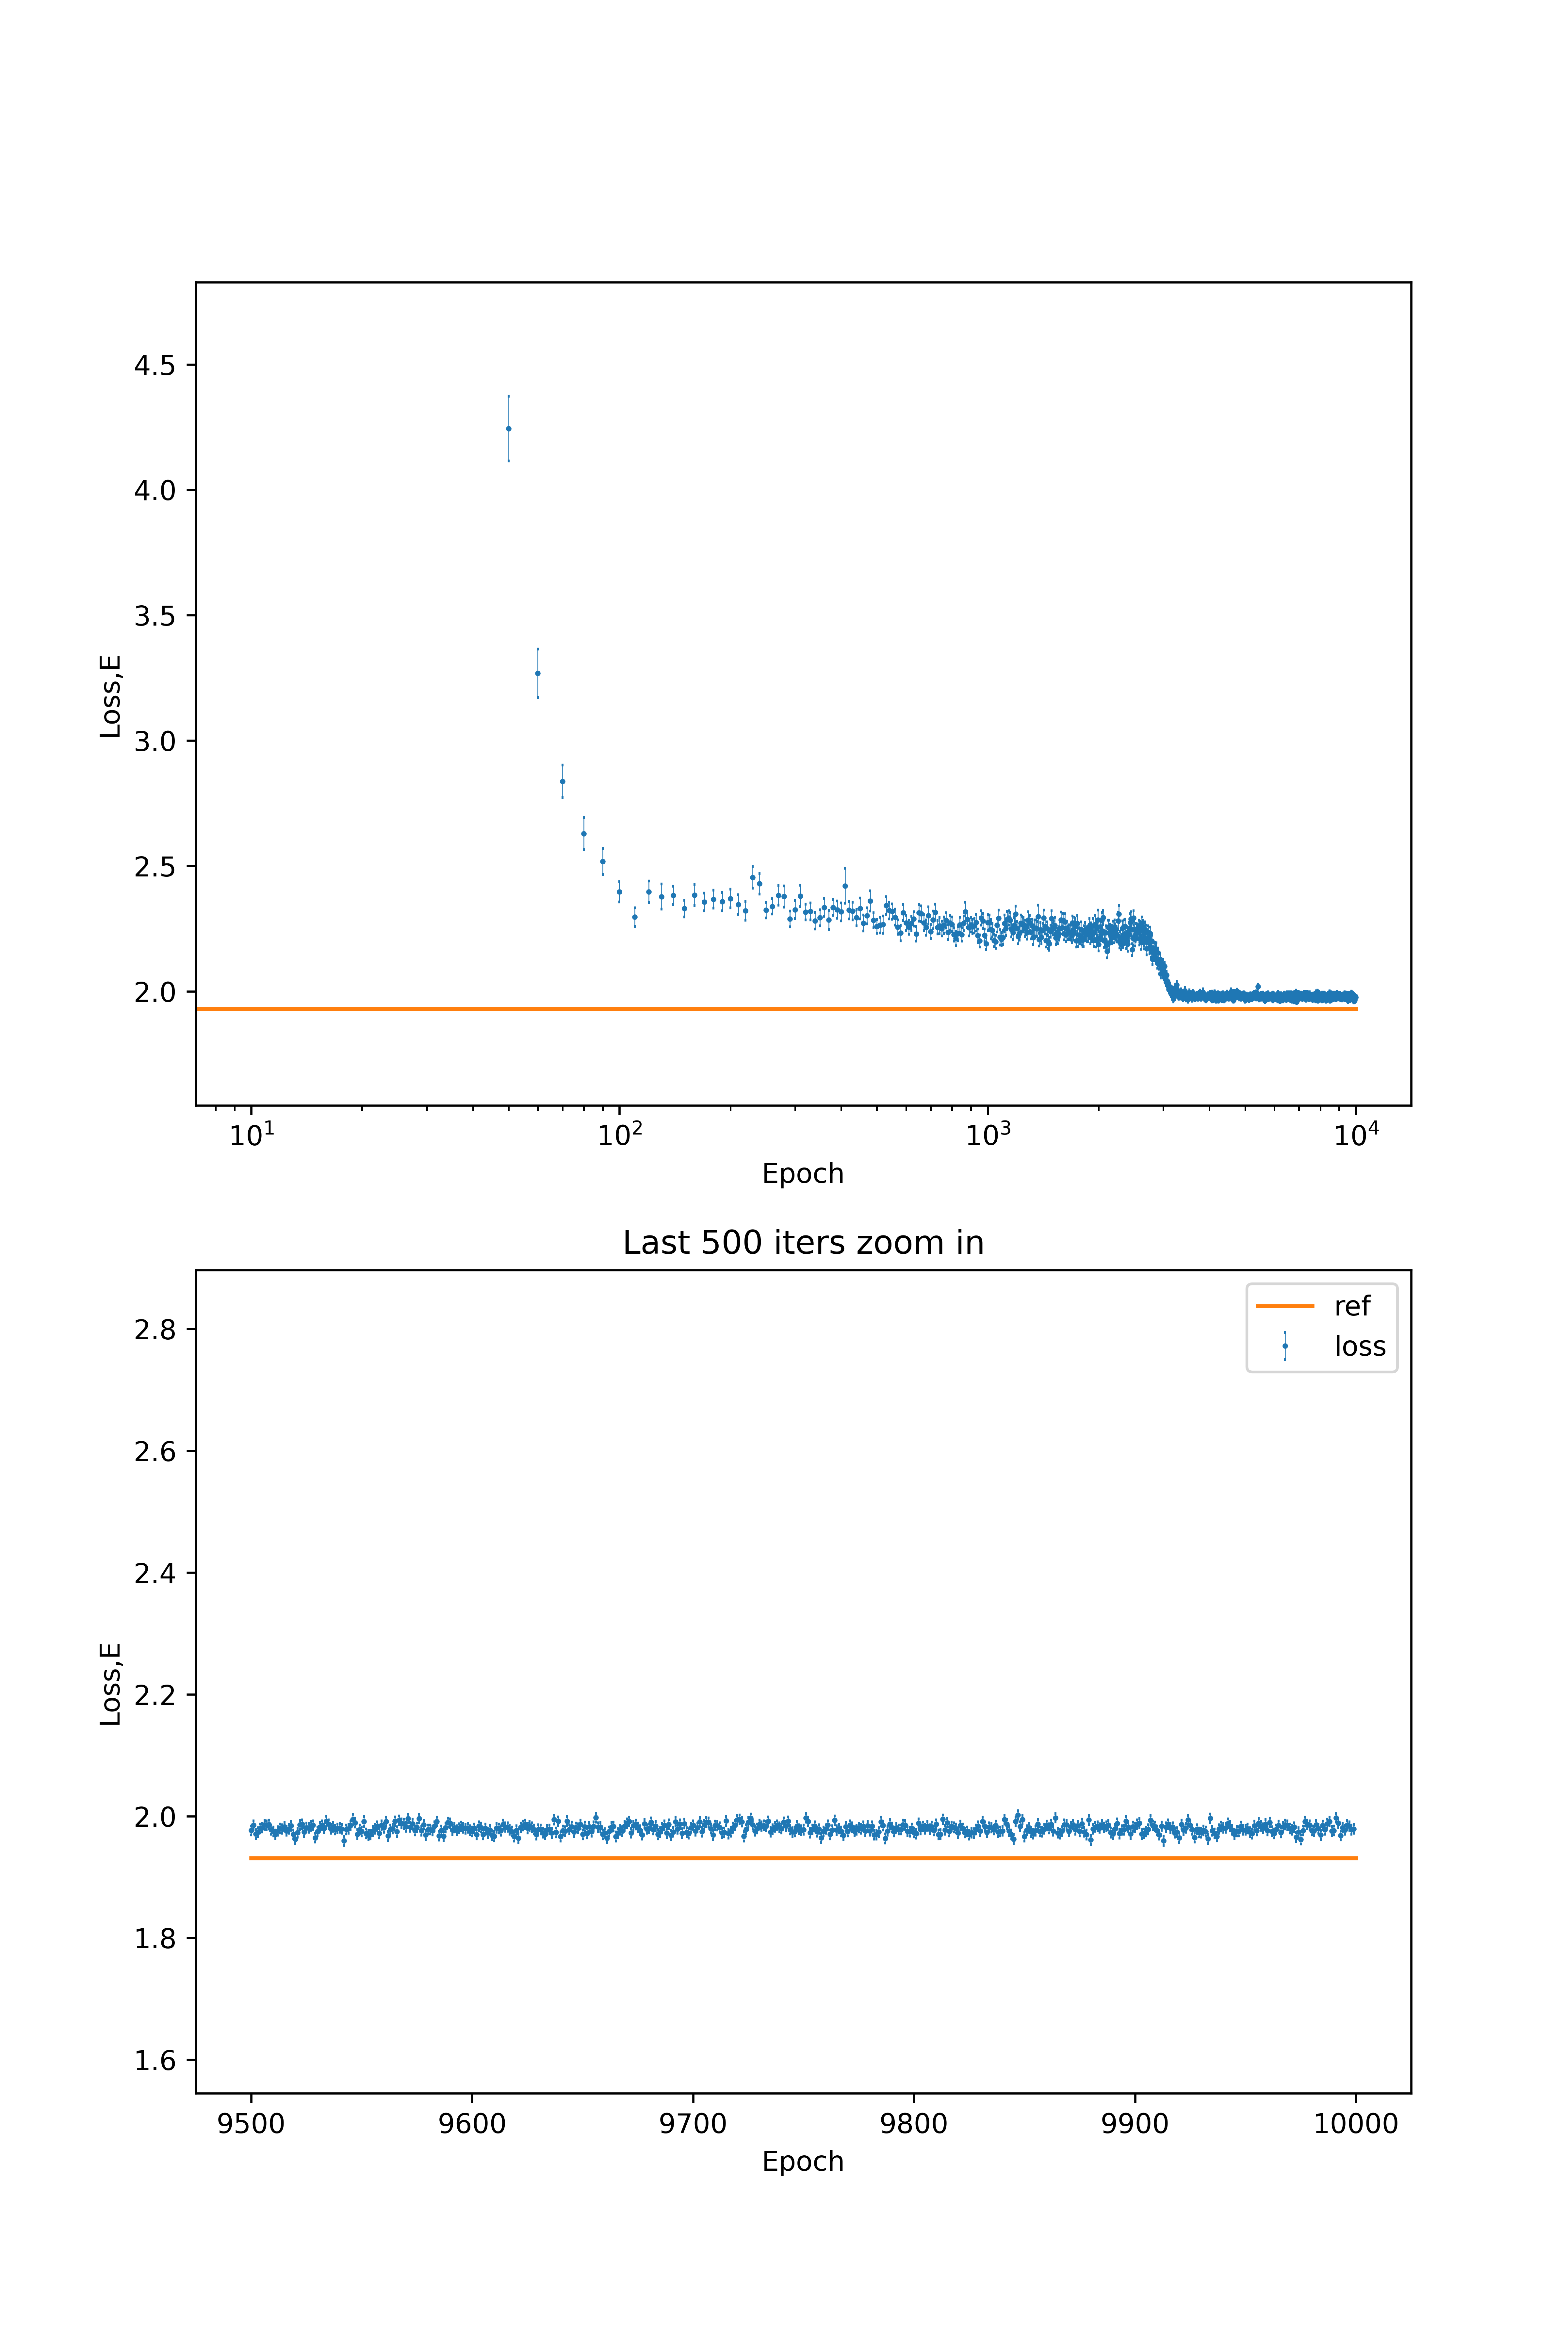 4.5
4.0
3.5
3.0
2.5
2.0
Loss,E
10¹ 10² 10³ 10⁴
Epoch
Last 500 iters zoom in
ref
loss
2.8
2.6
2.4
2.2
2.0
1.8
1.6
Loss,E
9500 9600 9700 9800 9900 10000
Epoch